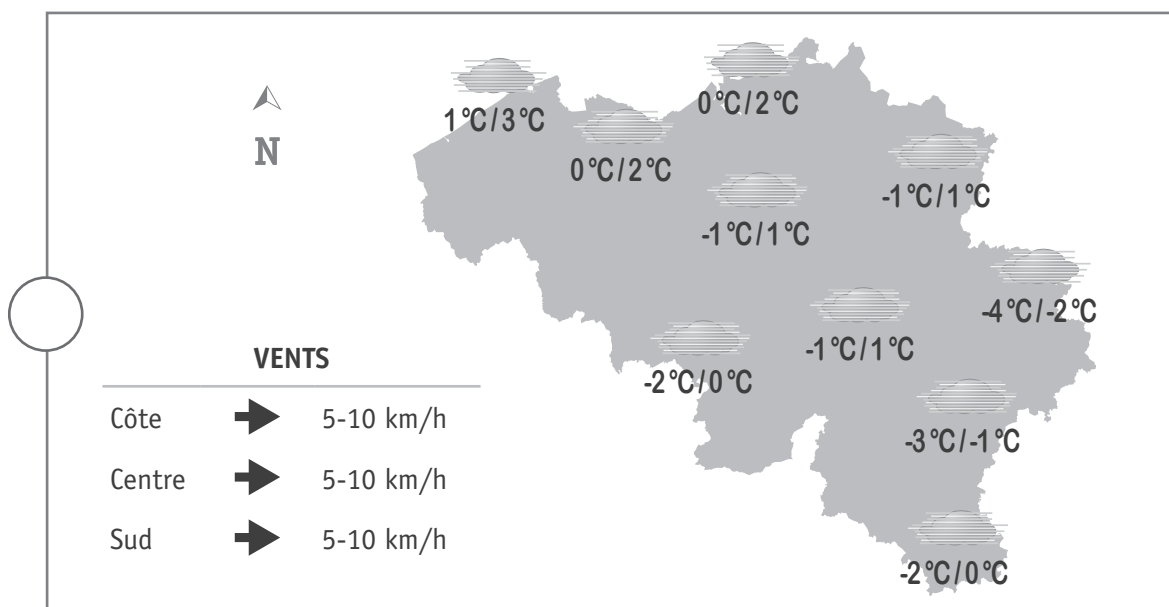 N
1°C/3°C
0°C/2°C
0°C/2°C
-1°C/1°C
-1°C/1°C
-4°C/-2°C
-1°C/1°C
-2°C/0°C
-3°C/-1°C
-2°C/0°C
VENTS
Côte 5-10 km/h
Centre 5-10 km/h
Sud 5-10 km/h